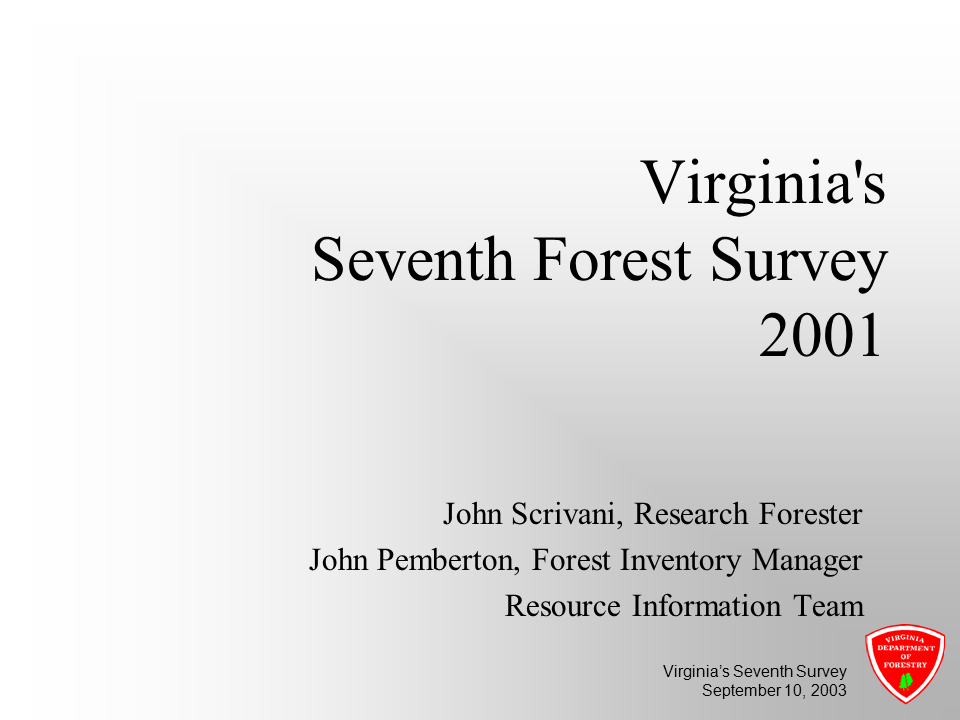 Virginia's
Seventh Forest Survey
2001
John Scrivani, Research Forester
John Pemberton, Forest Inventory Manager
Resource Information Team
Virginia’s Seventh Survey
September 10, 2003
VIRGINIA
DEPARTMENT
OF
FORESTRY